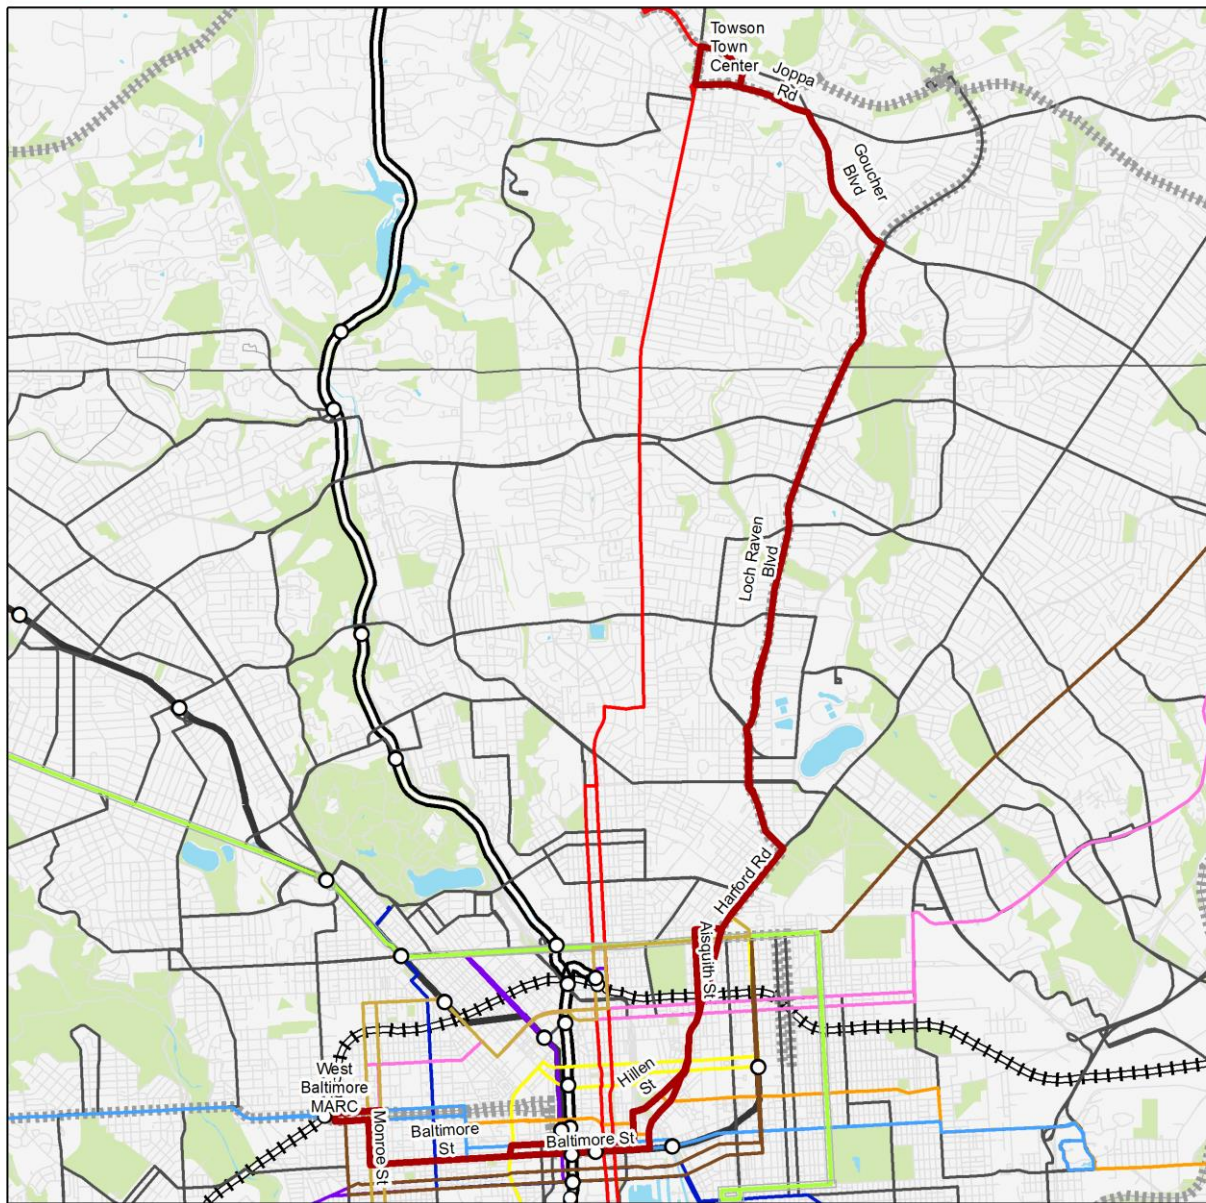 Towson
Town
Center
Joppa
Rd
Goucher
Blvd
Loch Raven
Blvd
Harford Rd
Aisquith St
Hillen
St
West
Baltimore
MARC
Monroe St
Baltimore
St
Baltimore St